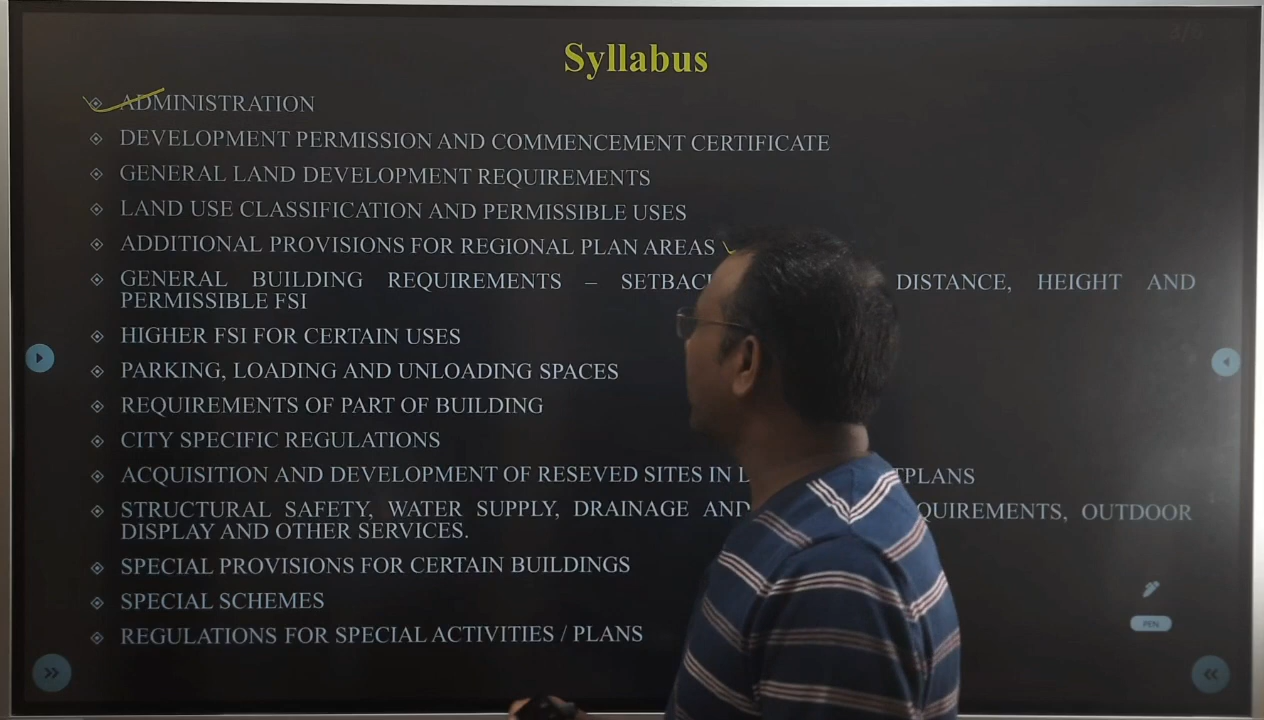 Syllabus
ADMINISTRATION
DEVELOPMENT PERMISSION AND COMMENCEMENT CERTIFICATE
GENERAL LAND DEVELOPMENT REQUIREMENTS
LAND USE CLASSIFICATION AND PERMISSIBLE USES
ADDITIONAL PROVISIONS FOR REGIONAL PLAN AREAS
GENERAL BUILDING REQUIREMENTS – DISTANCE, HEIGHT AND
PERMISSIBLE FSI
HIGHER FSI FOR CERTAIN USES
PARKING, LOADING AND UNLOADING SPACES
REQUIREMENTS OF PART OF BUILDING
CITY SPECIFIC REGULATIONS
ACQUISITION AND DEVELOPMENT OF RESEVED SITES IN
STRUCTURAL SAFETY, WATER SUPPLY, DRAINAGE AND OUTDOOR
DISPLAY AND OTHER SERVICES.
SPECIAL PROVISIONS FOR CERTAIN BUILDINGS
SPECIAL SCHEMES
REGULATIONS FOR SPECIAL ACTIVITIES / PLANS
PEN